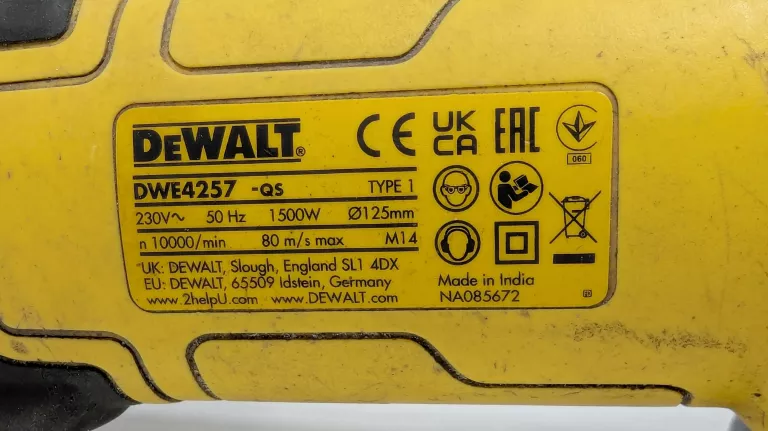 DEWALT®
CE UKCA EAC
060
DWE4257 -QS TYPE 1
230V~ 50 Hz 1500W Ø125mm
n 10000/min 80 m/s max M14
UK: DEWALT, Slough, England SL1 4DX
EU: DEWALT, 65509 Idstein, Germany
www.2helpU.com www.DEWALT.com
Made in India
NA085672